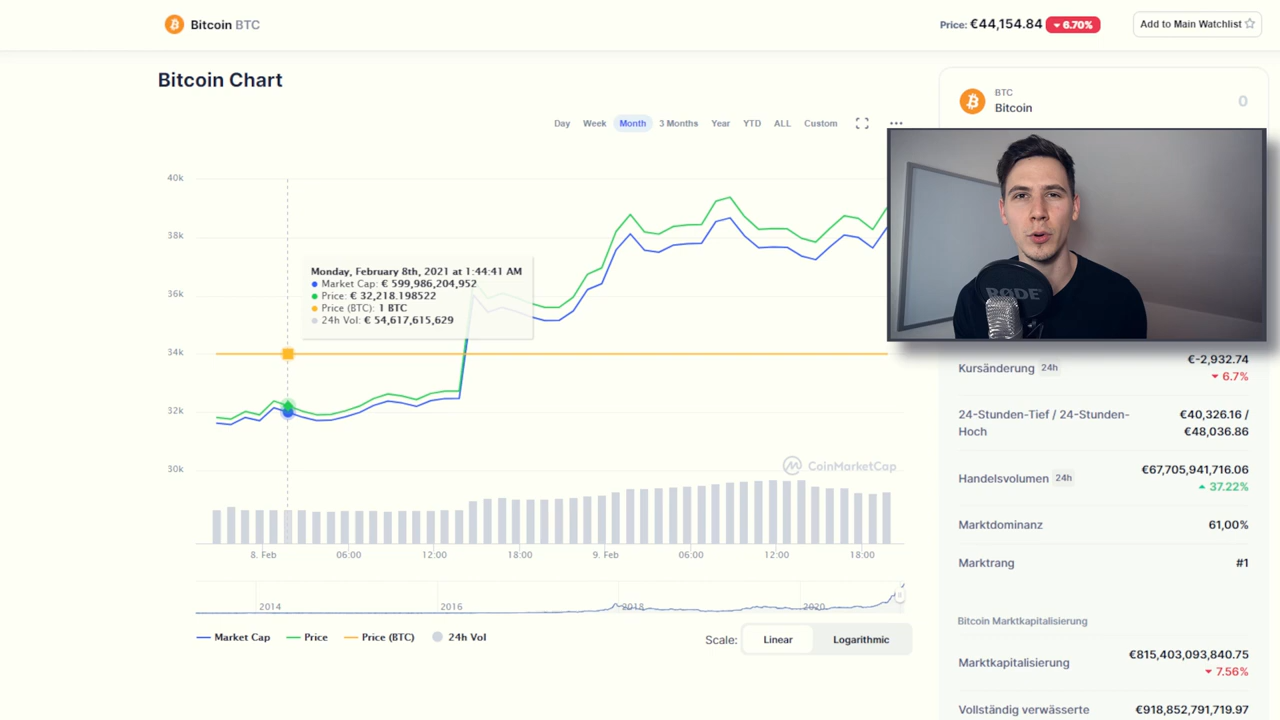 Bitcoin BTC
Price: €44,154.84 6.70%
Add to Main Watchlist
Bitcoin Chart
BTC
Bitcoin
0
Day Week Month 3 Months Year YTD ALL Custom
40k
38k
36k
34k
32k
30k
Monday, February 8th, 2021 at 1:44:41 AM
Market Cap: € 599,986,204,952
Price: € 32,218.198522
Price (BTC): 1 BTC
24h Vol: € 54,617,615,629
RØDE
CoinMarketCap
8. Feb 06:00 12:00 18:00 9. Feb 06:00 12:00 18:00
2014 2016 2018 2020
Market Cap Price Price (BTC) 24h Vol
Scale: Linear Logarithmic
Kursänderung 24h
€-2,932.74
6.7%
24-Stunden-Tief / 24-Stunden-
Hoch
€40,326.16 /
€48,036.86
Handelsvolumen 24h
€67,705,941,716.06
37.22%
Marktdominanz 61,00%
Marktrang #1
Bitcoin Marktkapitalisierung
Marktkapitalisierung
€815,403,093,840.75
7.56%
Vollständig verwässerte €918,852,791,719.97